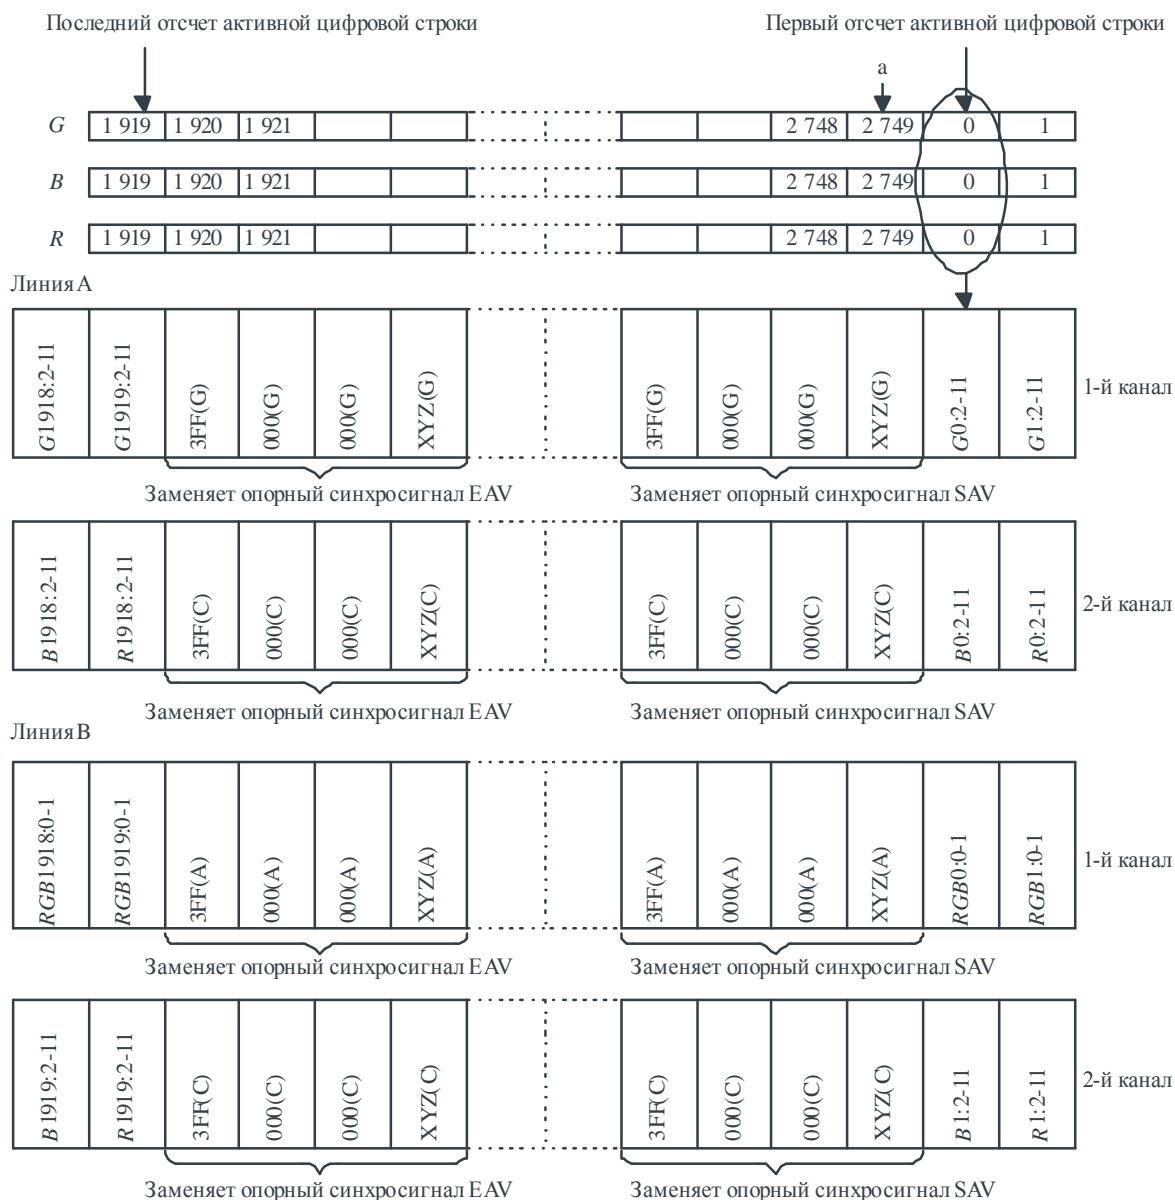 Последний отсчет активной цифровой строки Первый отсчет активной цифровой строки
a
G 1 919 1 920 1 921 2 748 2 749 0 1
B 1 919 1 920 1 921 2 748 2 749 0 1
R 1 919 1 920 1 921 2 748 2 749 0 1
Линия A
G1918:2-11 G1919:2-11 3FF(G) 000(G) 000(G) XYZ(G) 3FF(G) 000(G) 000(G) XYZ(G) G0:2-11 G1:2-11 1-й канал
Заменяет опорный синхросигнал EAV Заменяет опорный синхросигнал SAV
B1918:2-11 R1918:2-11 3FF(C) 000(C) 000(C) XYZ(C) 3FF(C) 000(C) 000(C) XYZ(C) B0:2-11 R0:2-11 2-й канал
Заменяет опорный синхросигнал EAV Заменяет опорный синхросигнал SAV
Линия B
RGB1918:0-1 RGB1919:0-1 3FF(A) 000(A) 000(A) XYZ(A) 3FF(A) 000(A) 000(A) XYZ(A) RGB0:0-1 RGB1:0-1 1-й канал
Заменяет опорный синхросигнал EAV Заменяет опорный синхросигнал SAV
B1919:2-11 R1919:2-11 3FF(C) 000(C) 000(C) XYZ(C) 3FF(C) 000(C) 000(C) XYZ(C) B1:2-11 R1:2-11 2-й канал
Заменяет опорный синхросигнал EAV Заменяет опорный синхросигнал SAV